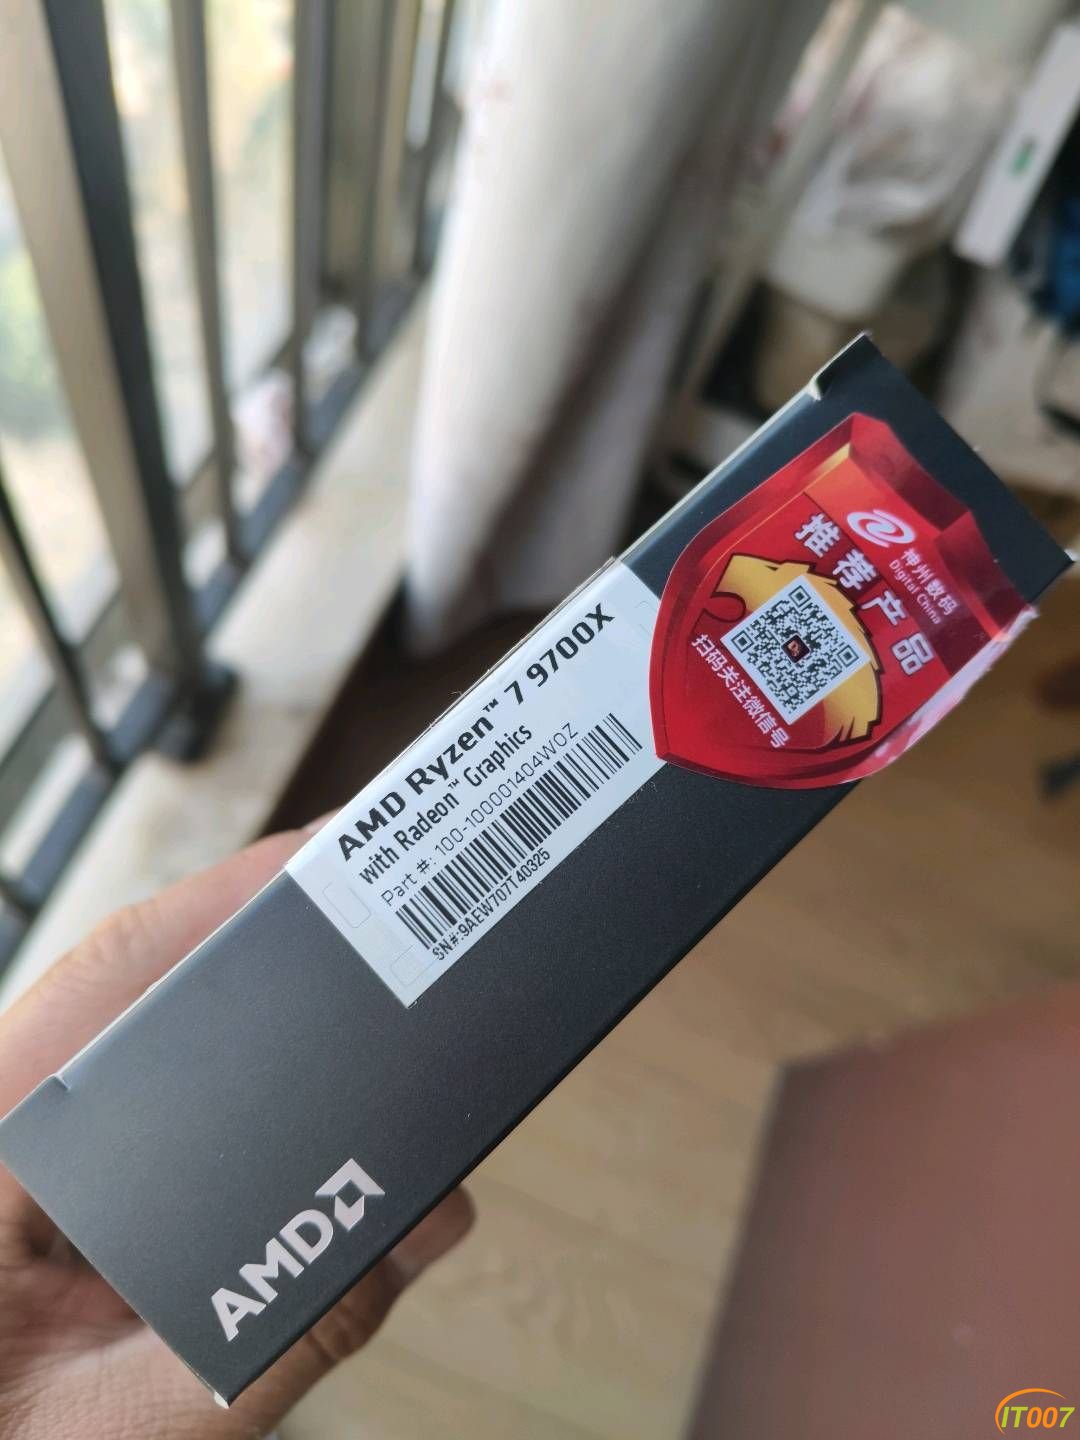 AMD Ryzen™ 7 9700X
with Radeon™ Graphics
Part #: 100-100001404WOZ
SN#:9AEW707T40325
神州数码
Digital China
推荐产品
扫码关注微信号
AMD
IT007